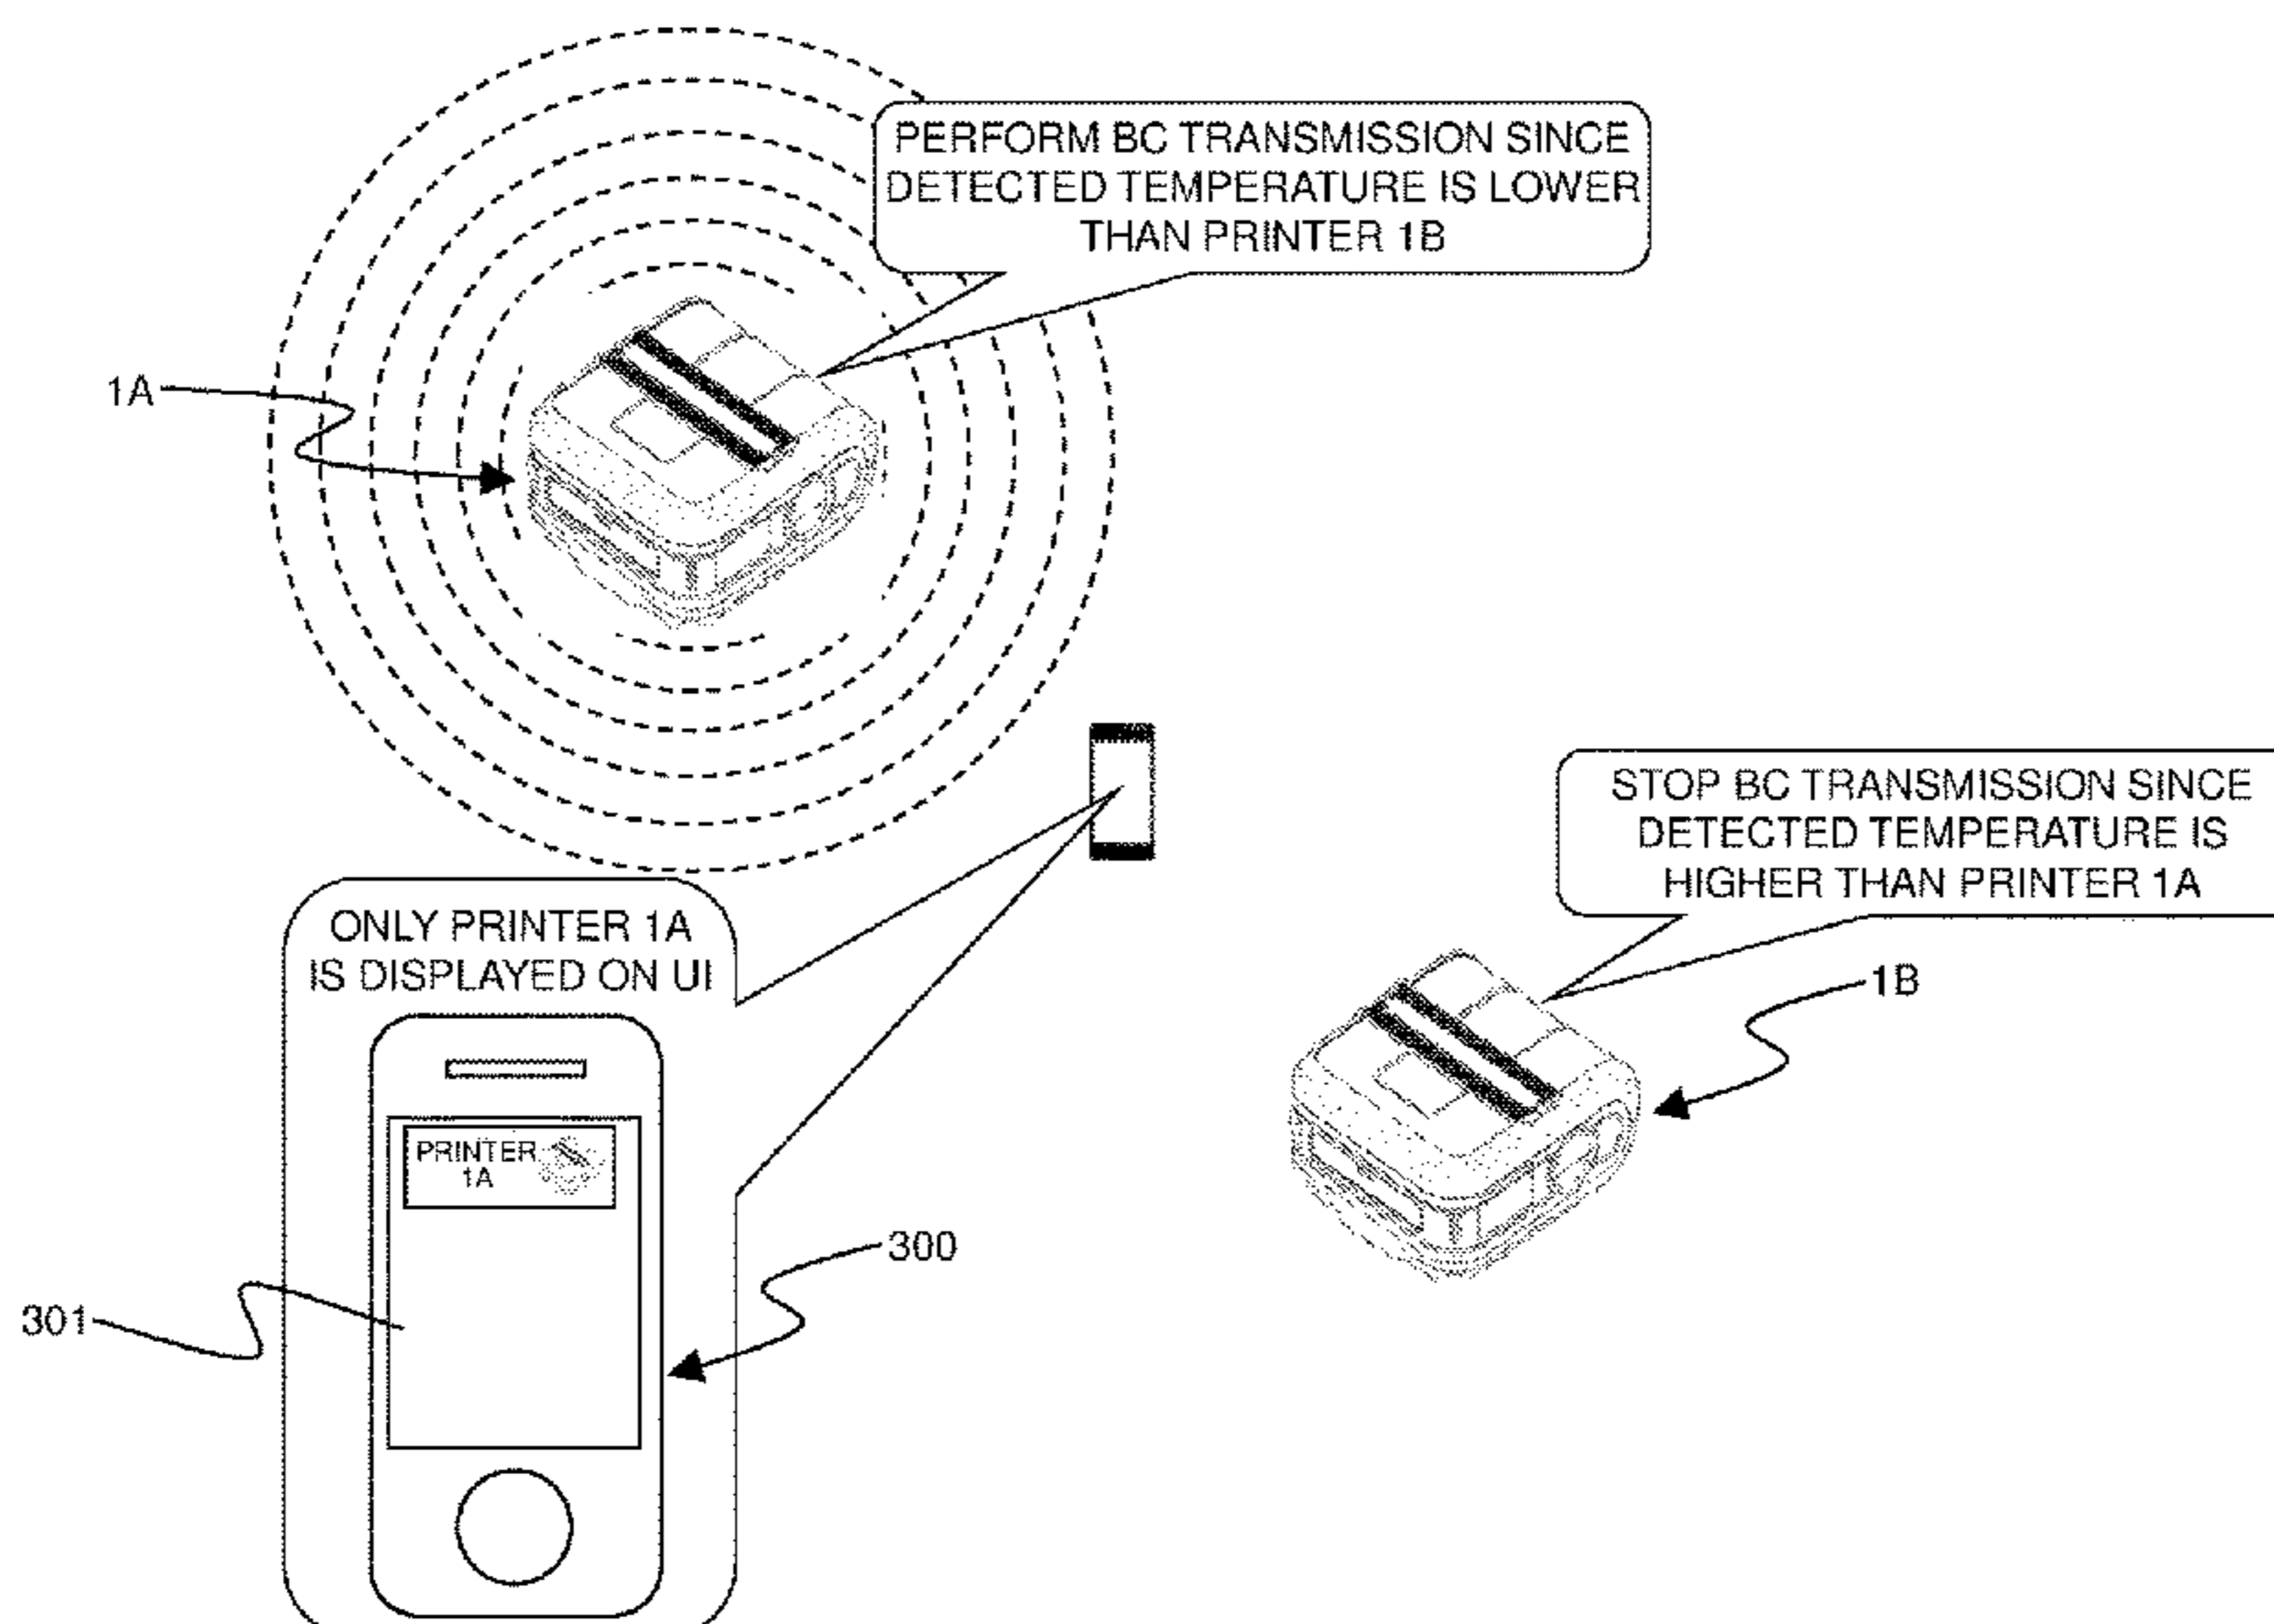 PERFORM BC TRANSMISSION SINCE
DETECTED TEMPERATURE IS LOWER
THAN PRINTER 1B
1A
STOP BC TRANSMISSION SINCE
DETECTED TEMPERATURE IS
HIGHER THAN PRINTER 1A
1B
ONLY PRINTER 1A
IS DISPLAYED ON UI
PRINTER
1A
300
301